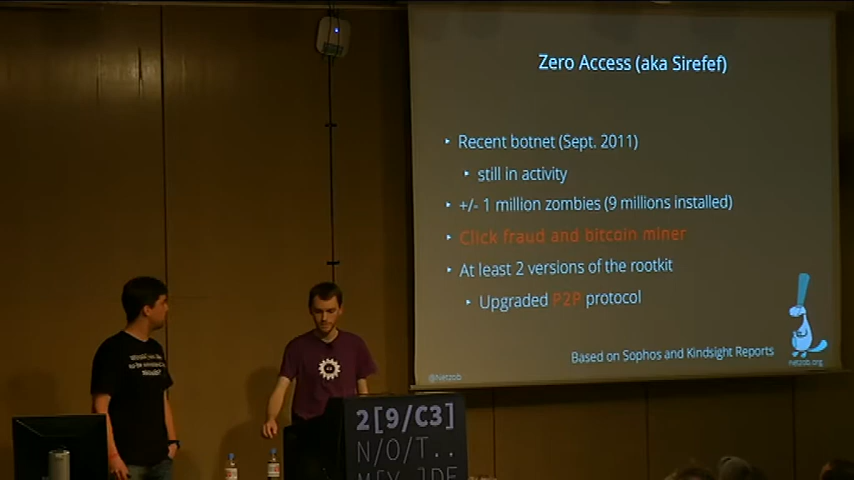 Zero Access (aka Sirefef)
Recent botnet (Sept. 2011)
still in activity
+/- 1 million zombies (9 millions installed)
Click fraud and bitcoin miner
At least 2 versions of the rootkit
Upgraded P2P protocol
Based on Sophos and Kindsight Reports
@Netzob
netzob.org
2[9/C3]
N/O/T..